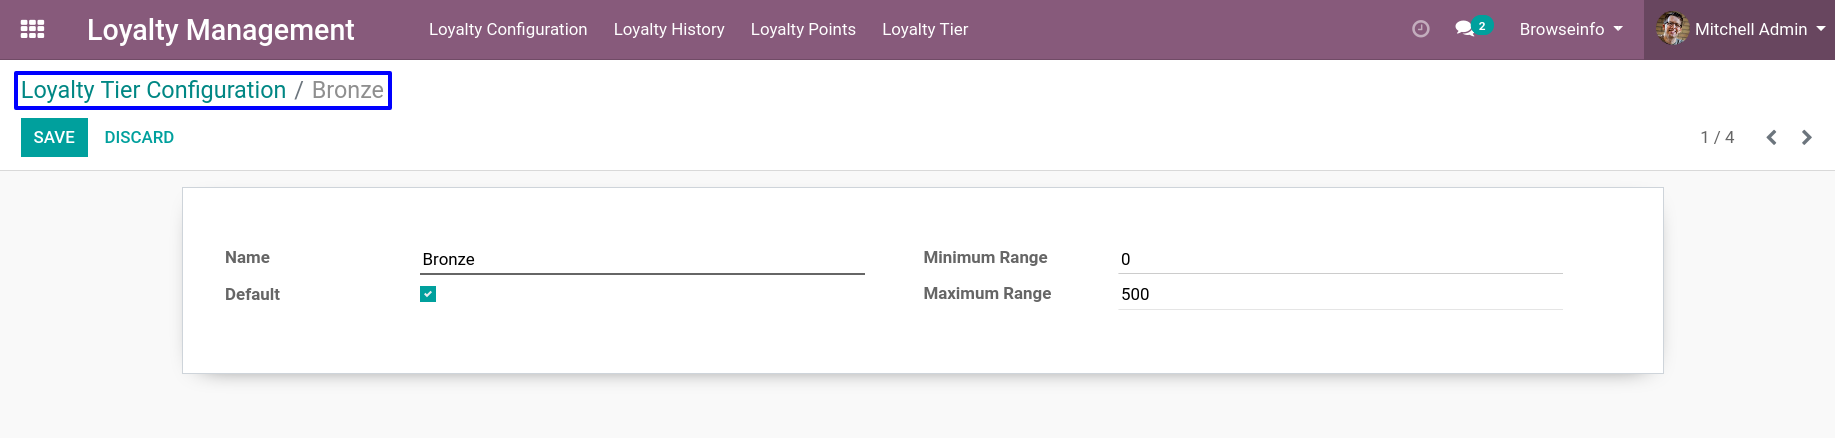 Loyalty Management Loyalty Configuration Loyalty History Loyalty Points Loyalty Tier 2 Browseinfo Mitchell Admin
Loyalty Tier Configuration / Bronze
SAVE DISCARD 1 / 4
Name Bronze Minimum Range 0
Default Maximum Range 500